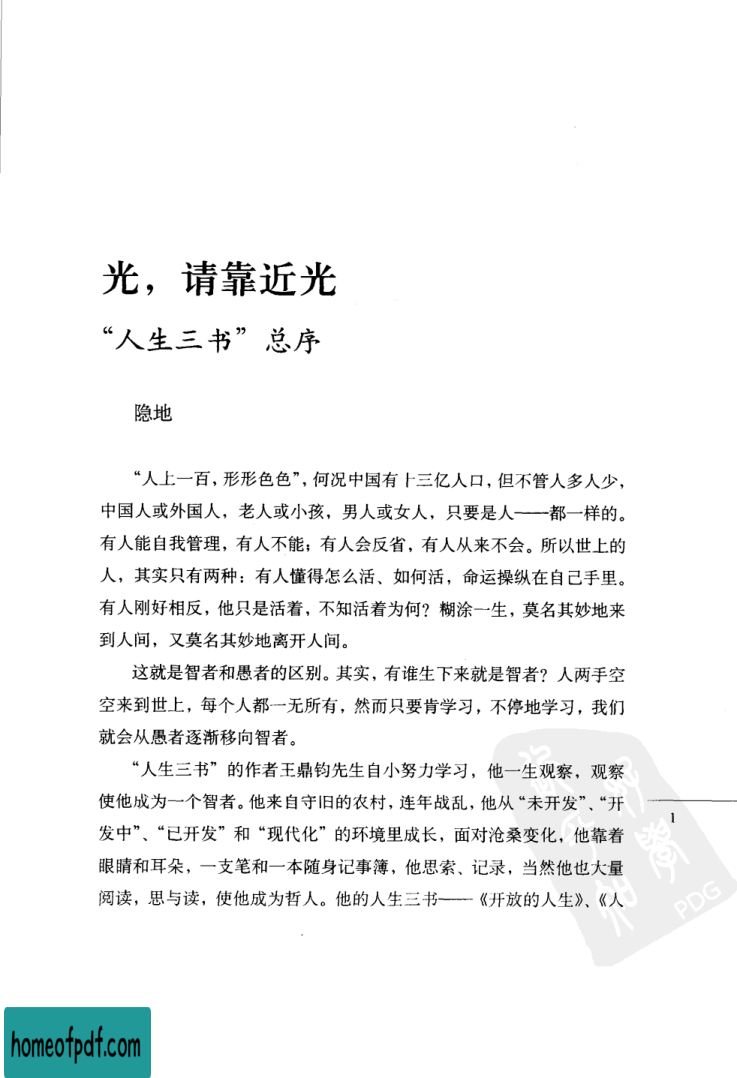 光，请靠近光
“人生三书”总序
隐地
“人上一百，形形色色”，何况中国有十三亿人口，但不管人多人少，
中国人或外国人，老人或小孩，男人或女人，只要是人——都一样的。
有人能自我管理，有人不能；有人会反省，有人从来不会。所以世上的
人，其实只有两种：有人懂得怎么活、如何活，命运操纵在自己手里。
有人刚好相反，他只是活着，不知活着为何？糊涂一生，莫名其妙地来
到人间，又莫名其妙地离开人间。
这就是智者和愚者的区别。其实，有谁生下来就是智者？人两手空
空来到世上，每个人都一无所有，然而只要肯学习，不停地学习，我们
就会从愚者逐渐移向智者。
“人生三书”的作者王鼎钧先生自小努力学习，他一生观察，观察
使他成为一个智者。他来自守旧的农村，连年战乱，他从“未开发”、“开
发中”、“已开发”和“现代化”的环境里成长，面对沧桑变化，他靠着
眼睛和耳朵，一支笔和一本随身记事簿，他思索、记录，当然他也大量
阅读，思与读，使他成为哲人。他的人生三书——《开放的人生》、《人
1
PDG
homeofpdf.com